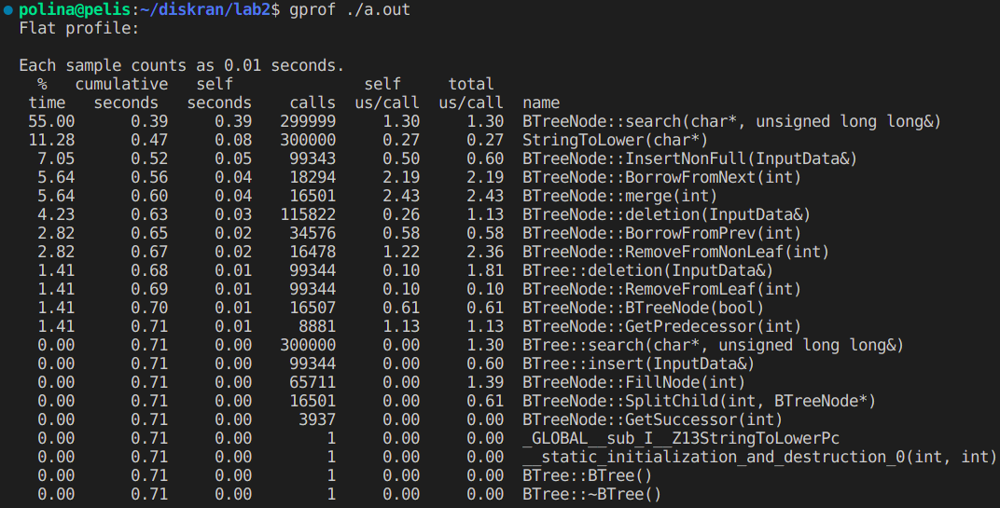 polina@pelis:~/diskran/lab2$ gprof ./a.out
Flat profile:

Each sample counts as 0.01 seconds.
  %   cumulative   self              self     total
 time   seconds   seconds    calls  us/call  us/call  name
 55.00      0.39     0.39   299999     1.30     1.30  BTreeNode::search(char*, unsigned long long&)
 11.28      0.47     0.08   300000     0.27     0.27  StringToLower(char*)
  7.05      0.52     0.05    99343     0.50     0.60  BTreeNode::InsertNonFull(InputData&)
  5.64      0.56     0.04    18294     2.19     2.19  BTreeNode::BorrowFromNext(int)
  5.64      0.60     0.04    16501     2.43     2.43  BTreeNode::merge(int)
  4.23      0.63     0.03   115822     0.26     1.13  BTreeNode::deletion(InputData&)
  2.82      0.65     0.02    34576     0.58     0.58  BTreeNode::BorrowFromPrev(int)
  2.82      0.67     0.02    16478     1.22     2.36  BTreeNode::RemoveFromNonLeaf(int)
  1.41      0.68     0.01    99344     0.10     1.81  BTree::deletion(InputData&)
  1.41      0.69     0.01    99344     0.10     0.10  BTreeNode::RemoveFromLeaf(int)
  1.41      0.70     0.01    16507     0.61     0.61  BTreeNode::BTreeNode(bool)
  1.41      0.71     0.01     8881     1.13     1.13  BTreeNode::GetPredecessor(int)
  0.00      0.71     0.00   300000     0.00     1.30  BTree::search(char*, unsigned long long&)
  0.00      0.71     0.00    99344     0.00     0.60  BTree::insert(InputData&)
  0.00      0.71     0.00    65711     0.00     1.39  BTreeNode::FillNode(int)
  0.00      0.71     0.00    16501     0.00     0.61  BTreeNode::SplitChild(int, BTreeNode*)
  0.00      0.71     0.00     3937     0.00     0.00  BTreeNode::GetSuccessor(int)
  0.00      0.71     0.00        1     0.00     0.00  _GLOBAL__sub_I__Z13StringToLowerPc
  0.00      0.71     0.00        1     0.00     0.00  __static_initialization_and_destruction_0(int, int)
  0.00      0.71     0.00        1     0.00     0.00  BTree::BTree()
  0.00      0.71     0.00        1     0.00     0.00  BTree::~BTree()